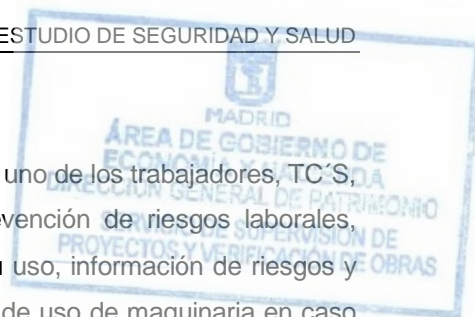 ESTUDIO DE SEGURIDAD Y SALUD
MADRID
ÁREA DE GOBIERNO DE
ECONOMÍA Y HACIENDA
uno de los trabajadores, TC´S,
DIRECCIÓN GENERAL DE PATRIMONIO
vención de riesgos laborales,
SUPERVISIÓN DE
PROYECTOS Y VERIFICACIÓN DE OBRAS
uso, información de riesgos y
de uso de maquinaria en caso